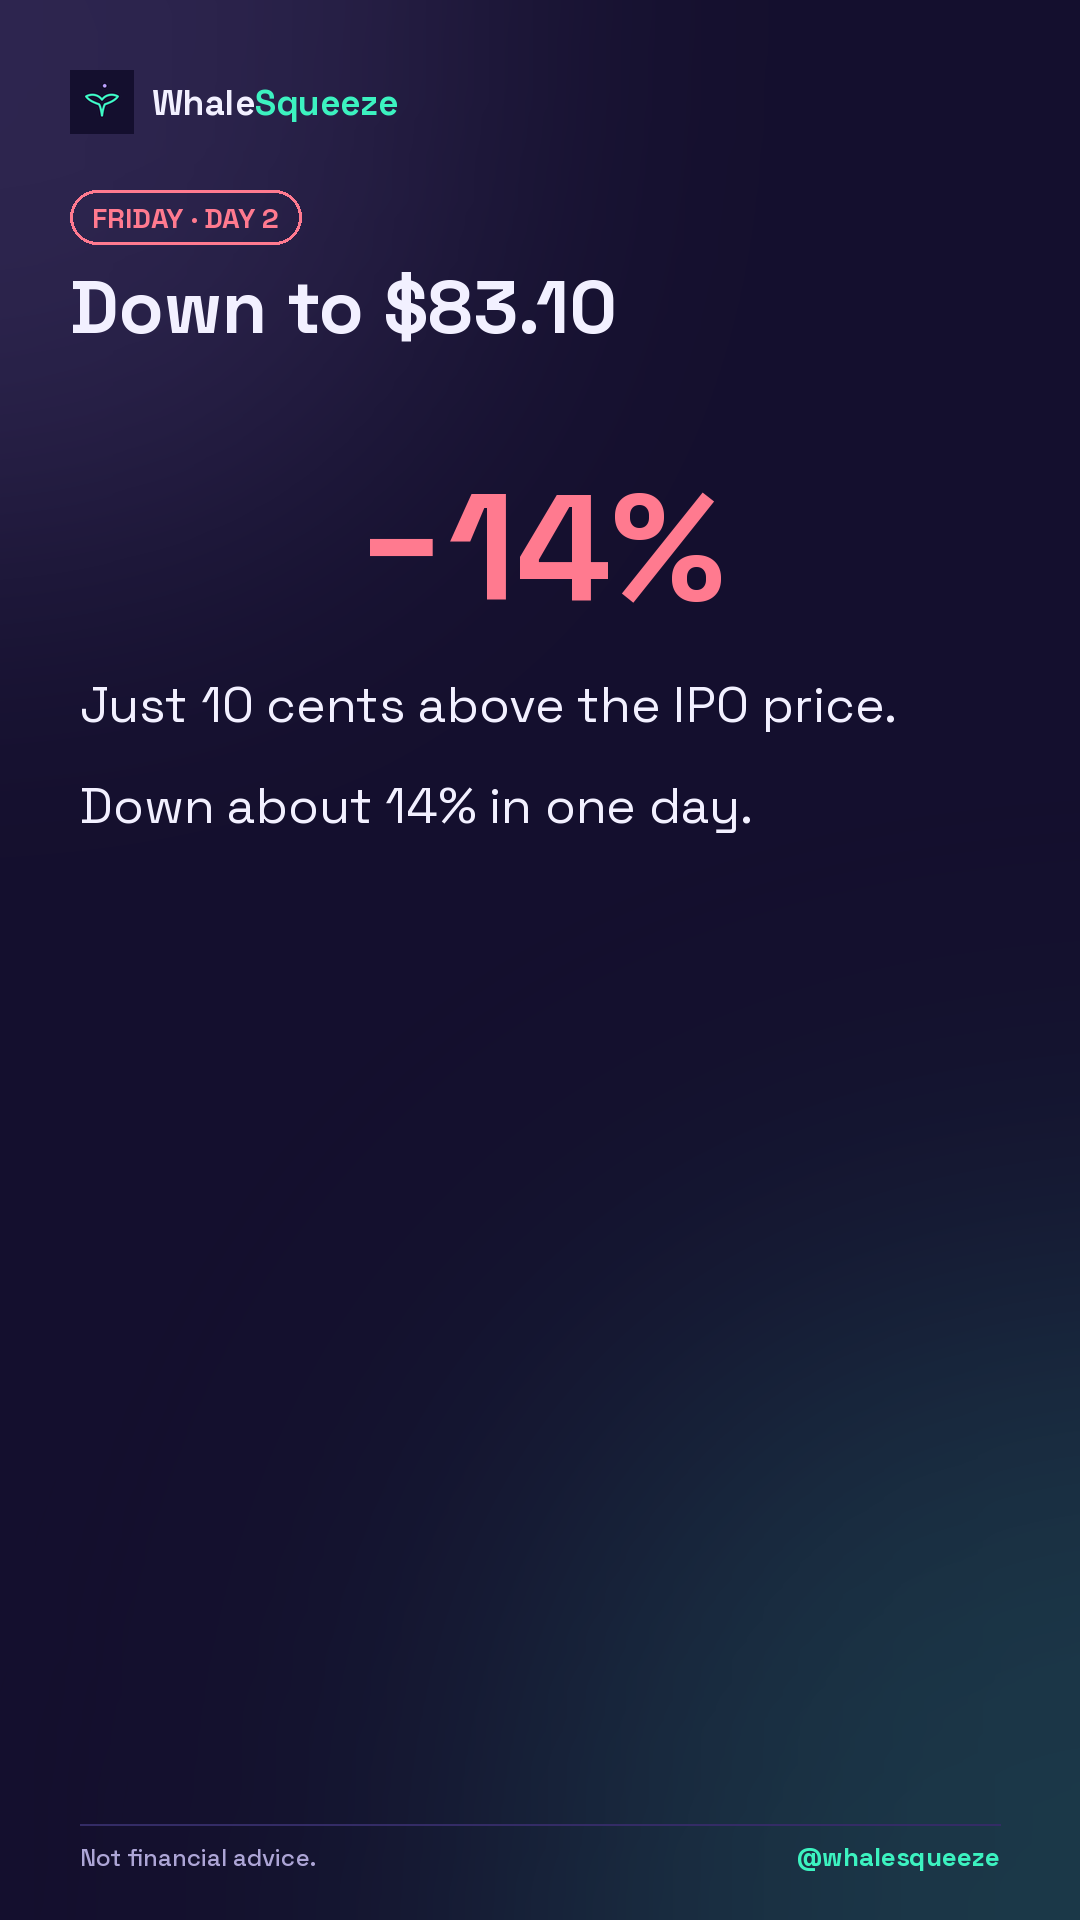 WhaleSqueeze
FRIDAY · DAY 2
Down to $83.10
−14%
Just 10 cents above the IPO price.
Down about 14% in one day.
Not financial advice.
@whalesqueeze